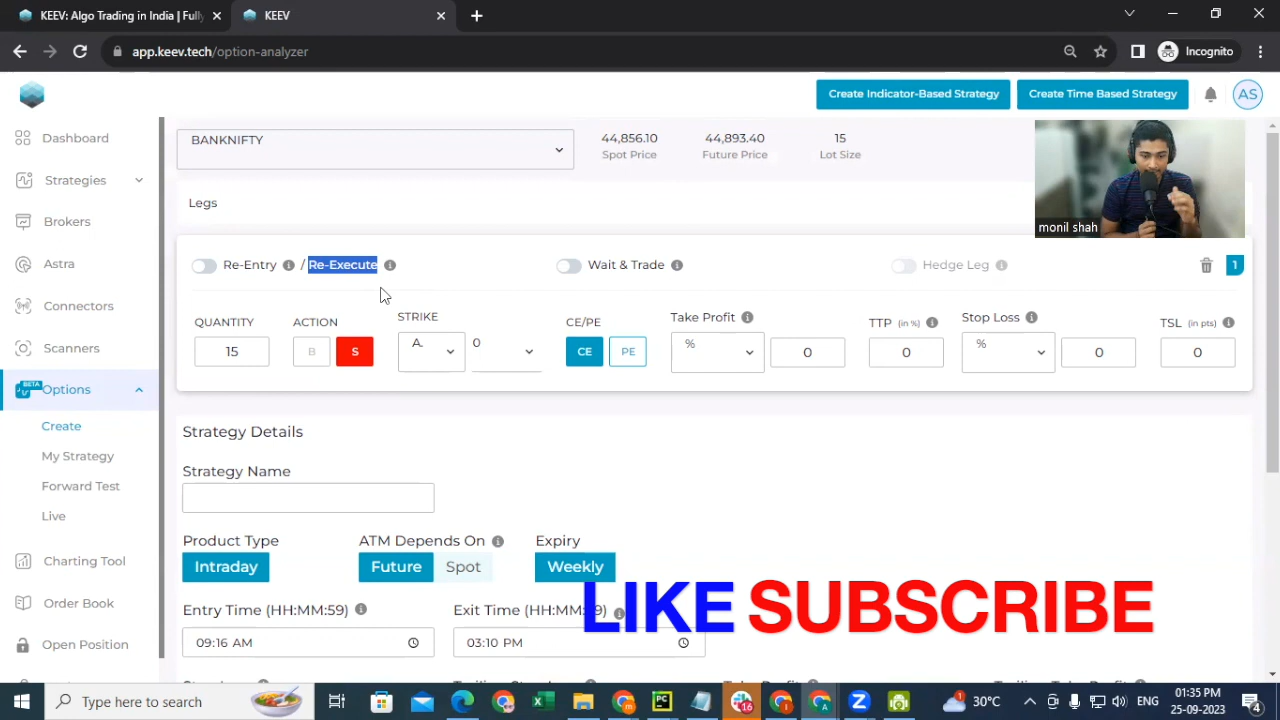 KEEV: Algo Trading in India | Fully
KEEV
app.keev.tech/option-analyzer
Incognito
Create Indicator-Based Strategy
Create Time Based Strategy
AS
Dashboard
Strategies
Brokers
Astra
Connectors
Scanners
BETA
Options
Create
My Strategy
Forward Test
Live
Charting Tool
Order Book
Open Position
BANKNIFTY
44,856.10
Spot Price
44,893.40
Future Price
15
Lot Size
monil shah
Legs
Re-Entry / Re-Execute
Wait & Trade
Hedge Leg
1
QUANTITY
15
ACTION
B
S
STRIKE
A.
0
CE/PE
CE
PE
Take Profit
%
0
TTP (in %)
0
Stop Loss
%
0
TSL (in pts)
0
Strategy Details
Strategy Name
Product Type
Intraday
ATM Depends On
Future
Spot
Expiry
Weekly
Entry Time (HH:MM:59)
09:16 AM
Exit Time (HH:MM:59)
03:10 PM
LIKE SUBSCRIBE
Type here to search
16
1
30°C
ENG
01:35 PM
25-09-2023
4